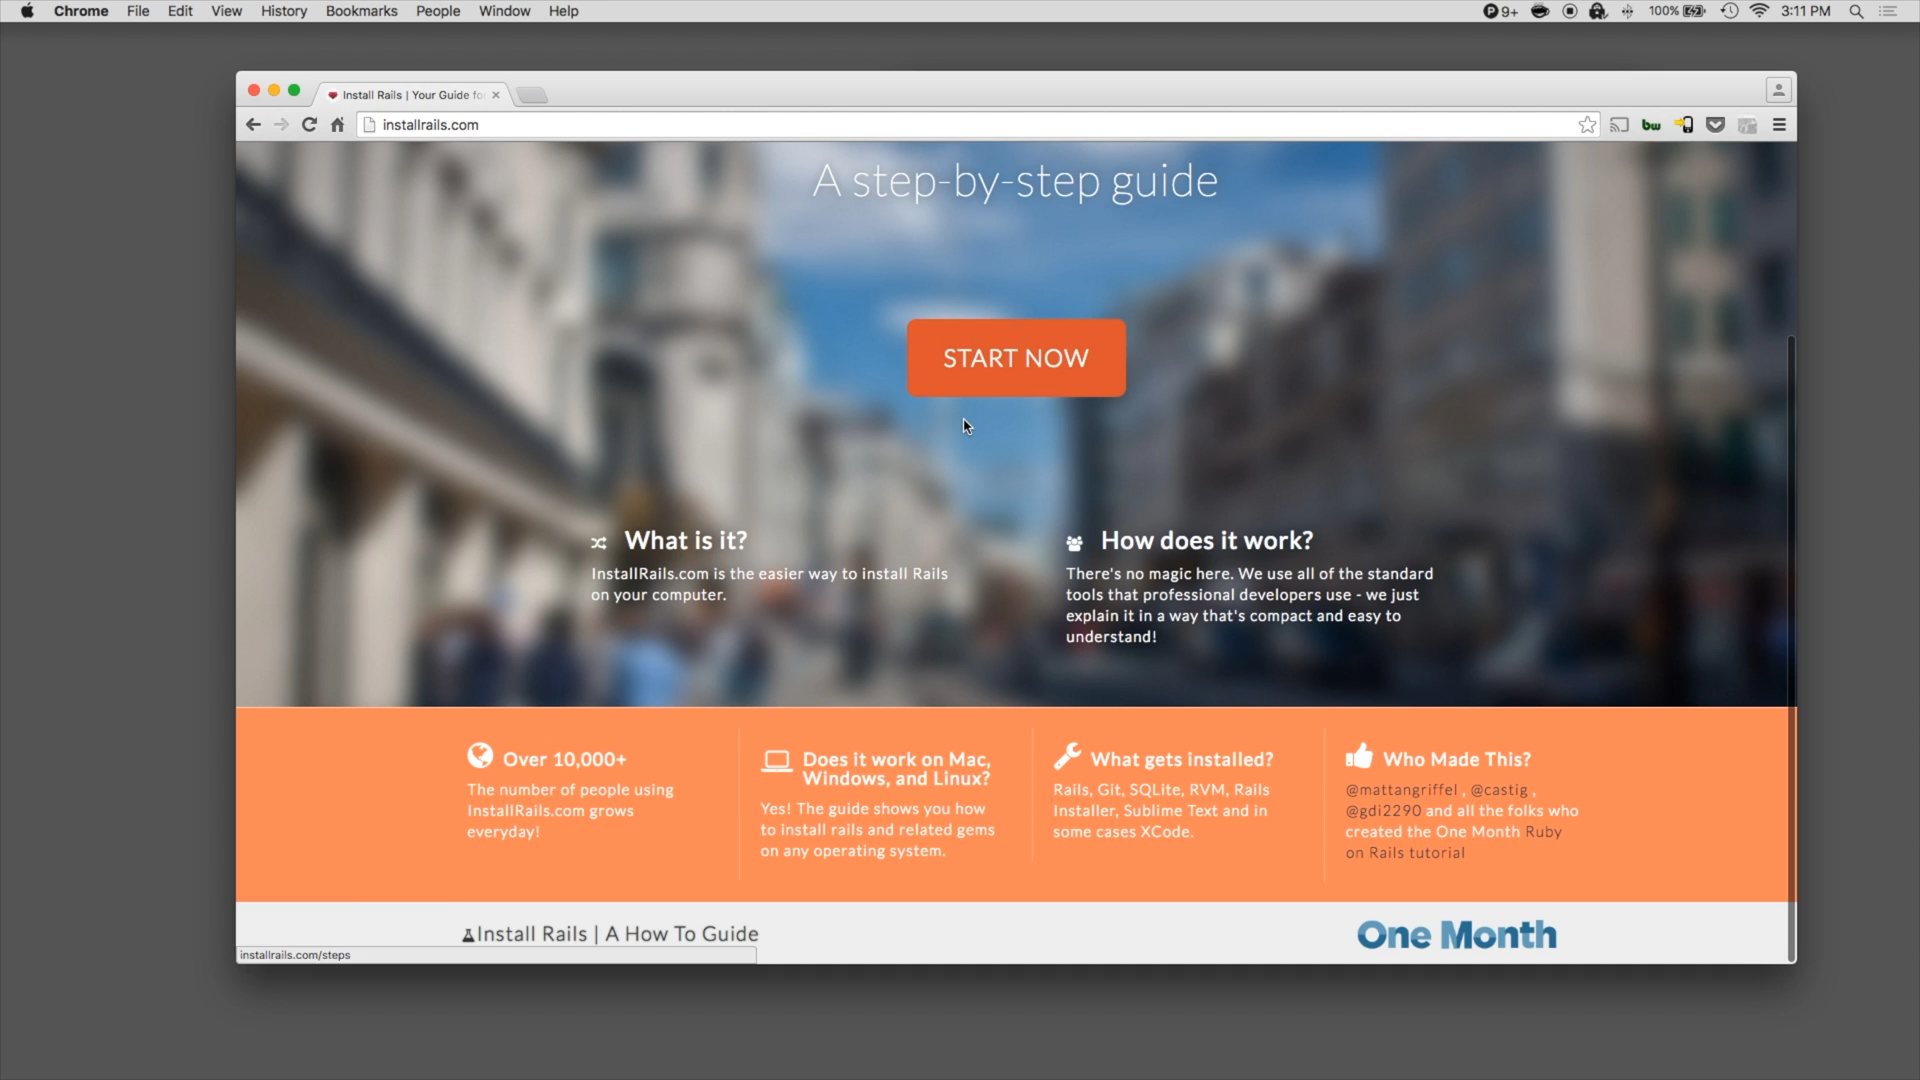 Chrome File Edit View History Bookmarks People Window Help
9+ 100% 3:11 PM
Install Rails | Your Guide fo
installrails.com
bw
A step-by-step guide
START NOW
What is it?
InstallRails.com is the easier way to install Rails
on your computer.
How does it work?
There's no magic here. We use all of the standard
tools that professional developers use - we just
explain it in a way that's compact and easy to
understand!
Over 10,000+
The number of people using
InstallRails.com grows
everyday!
Does it work on Mac,
Windows, and Linux?
Yes! The guide shows you how
to install rails and related gems
on any operating system.
What gets installed?
Rails, Git, SQLite, RVM, Rails
Installer, Sublime Text and in
some cases XCode.
Who Made This?
@mattangriffel , @castig ,
@gdi2290 and all the folks who
created the One Month Ruby
on Rails tutorial
Install Rails | A How To Guide
One Month
installrails.com/steps